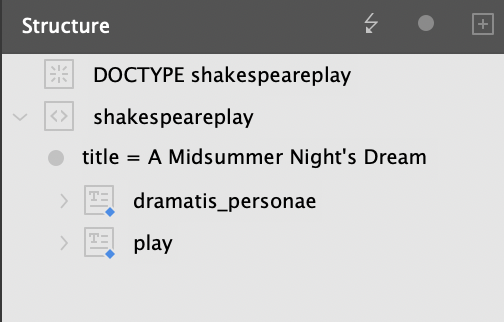 Structure
DOCTYPE shakespeareplay
shakespeareplay
title = A Midsummer Night's Dream
dramatis_personae
play